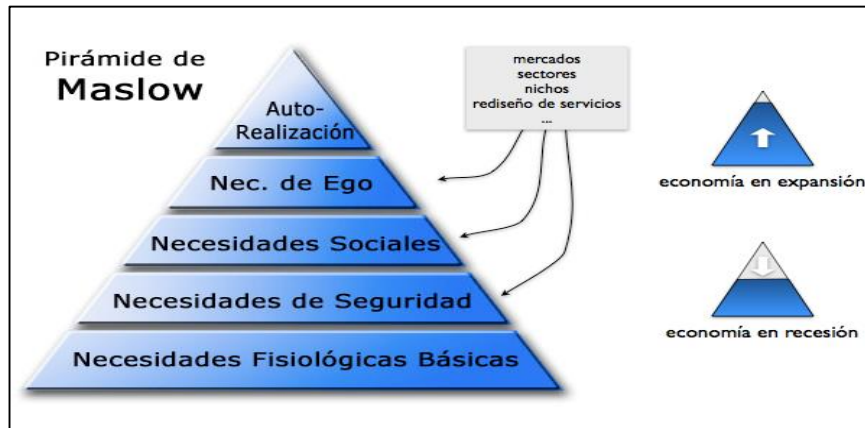 Pirámide de
Maslow
Auto-
Realización
Nec. de Ego
Necesidades Sociales
Necesidades de Seguridad
Necesidades Fisiológicas Básicas
mercados
sectores
nichos
rediseño de servicios
...
economía en expansión
economía en recesión